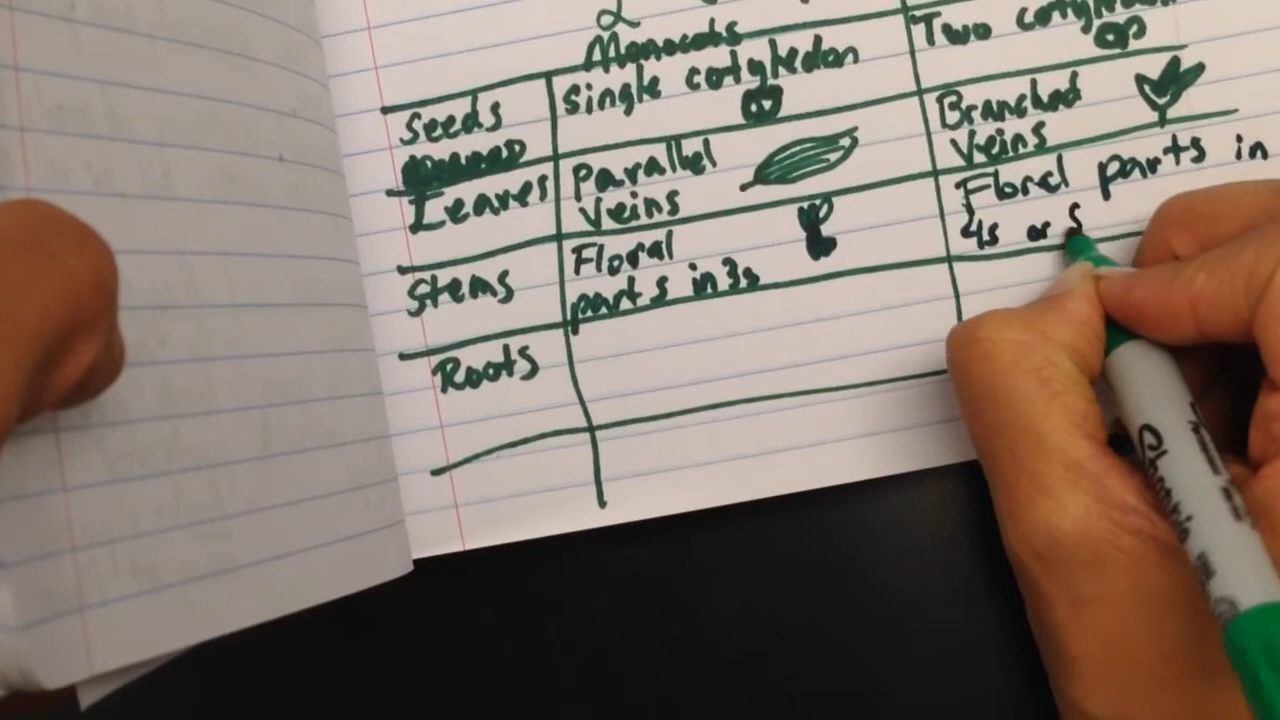 2
Monocots
Single cotyledon
Two
Seeds
Parallel
Veins
Branched
Veins
Leaves
Floral
parts in 3s
Floral parts in
4s or 5
Stems
Roots
Sharpie